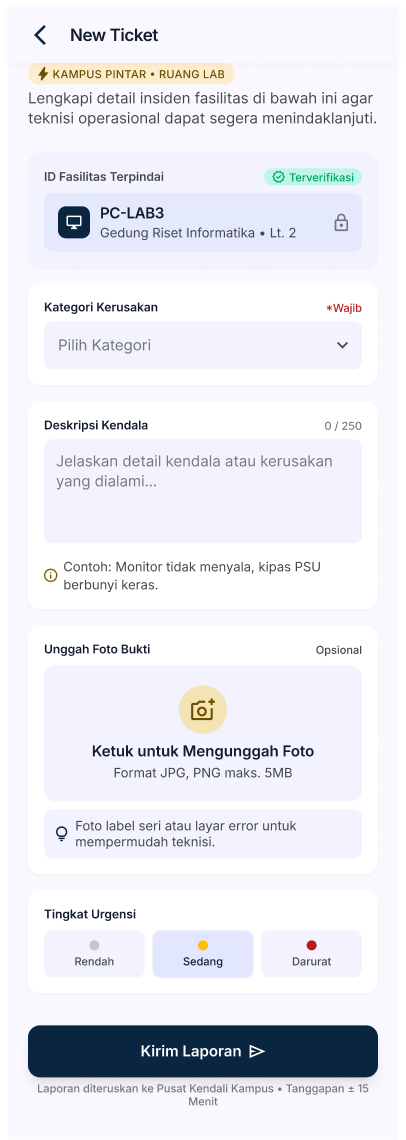 New Ticket
KAMPUS PINTAR • RUANG LAB
Lengkapi detail insiden fasilitas di bawah ini agar
teknisi operasional dapat segera menindaklanjuti.
ID Fasilitas Terpindai
Terverifikasi
PC-LAB3
Gedung Riset Informatika • Lt. 2
Kategori Kerusakan
*Wajib
Pilih Kategori
Deskripsi Kendala
0 / 250
Jelaskan detail kendala atau kerusakan
yang dialami...
Contoh: Monitor tidak menyala, kipas PSU
berbunyi keras.
Unggah Foto Bukti
Opsional
Ketuk untuk Mengunggah Foto
Format JPG, PNG maks. 5MB
Foto label seri atau layar error untuk
mempermudah teknisi.
Tingkat Urgensi
Rendah
Sedang
Darurat
Kirim Laporan
Laporan diteruskan ke Pusat Kendali Kampus • Tanggapan ± 15
Menit